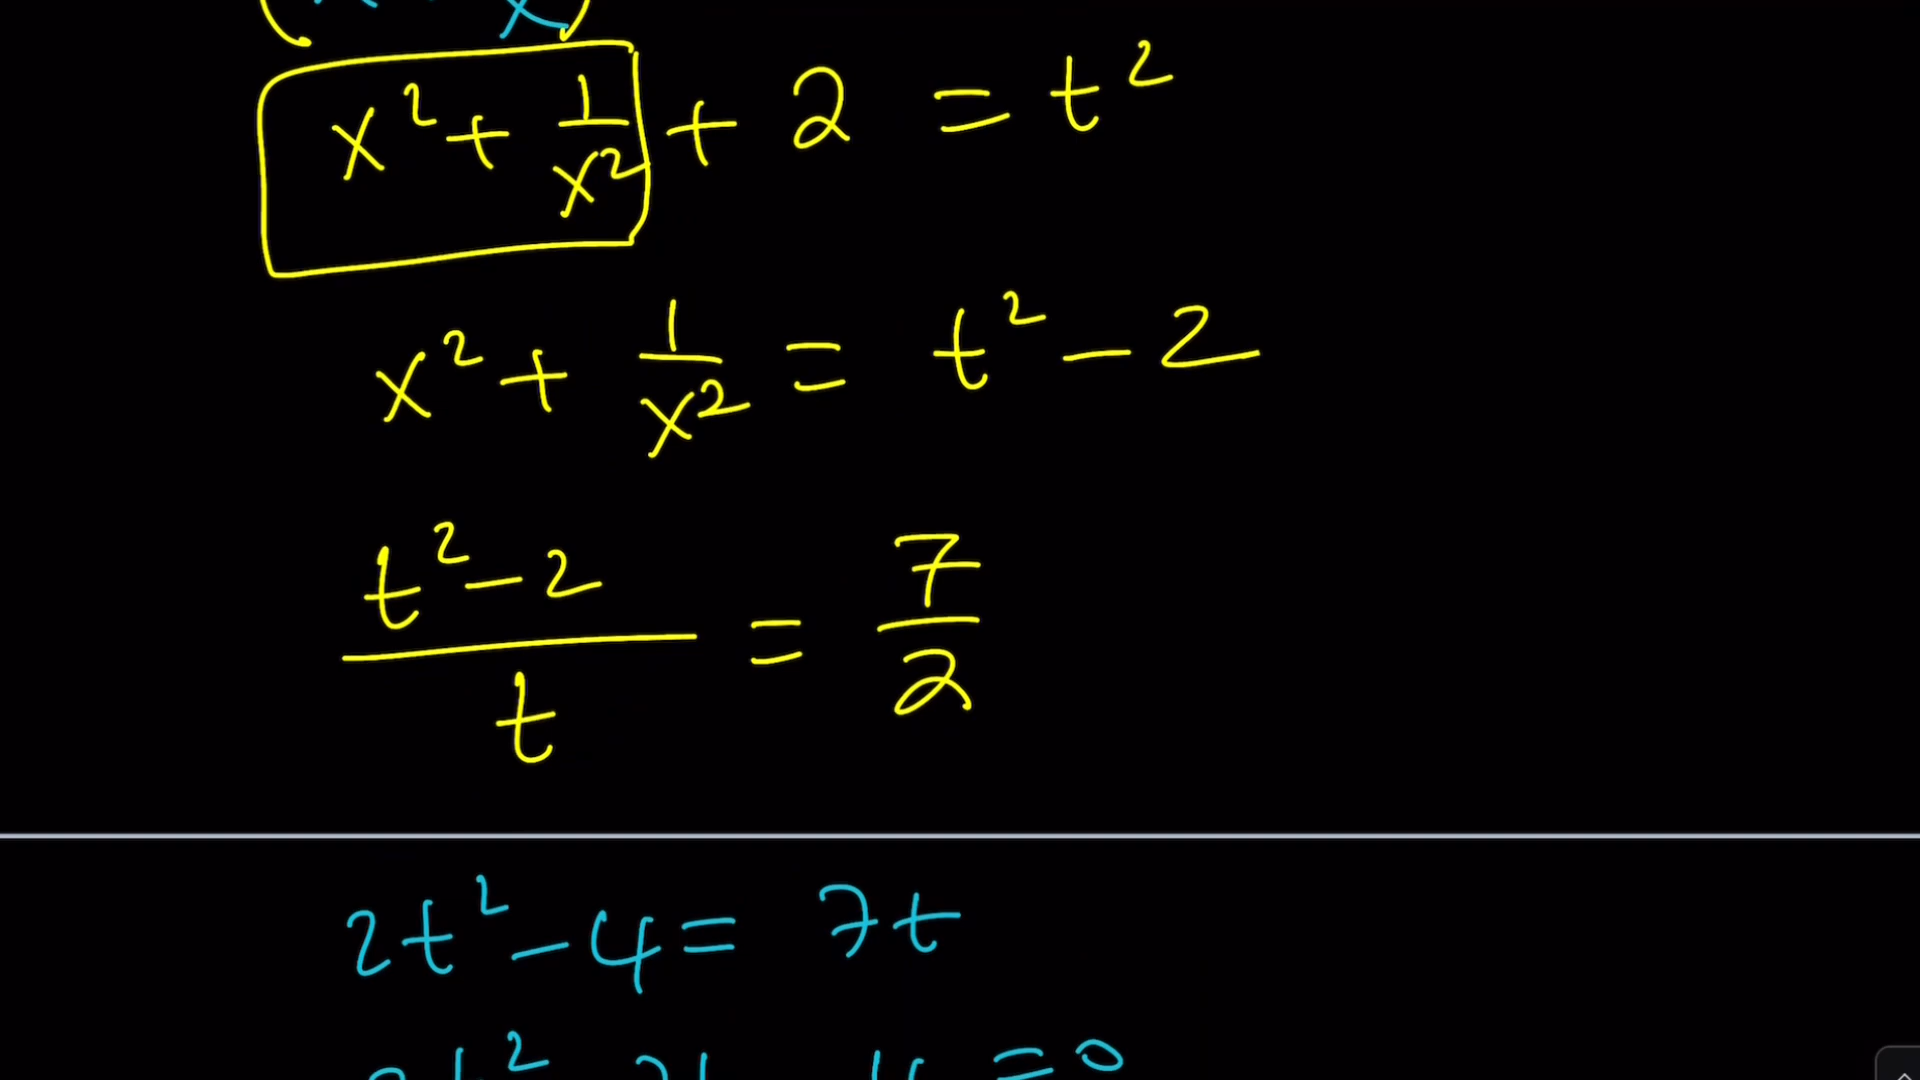 x² + 1/x² + 2 = t²
x² + 1/x² = t² - 2
(t² - 2)/t = 7/2
2t² - 4 = 7t